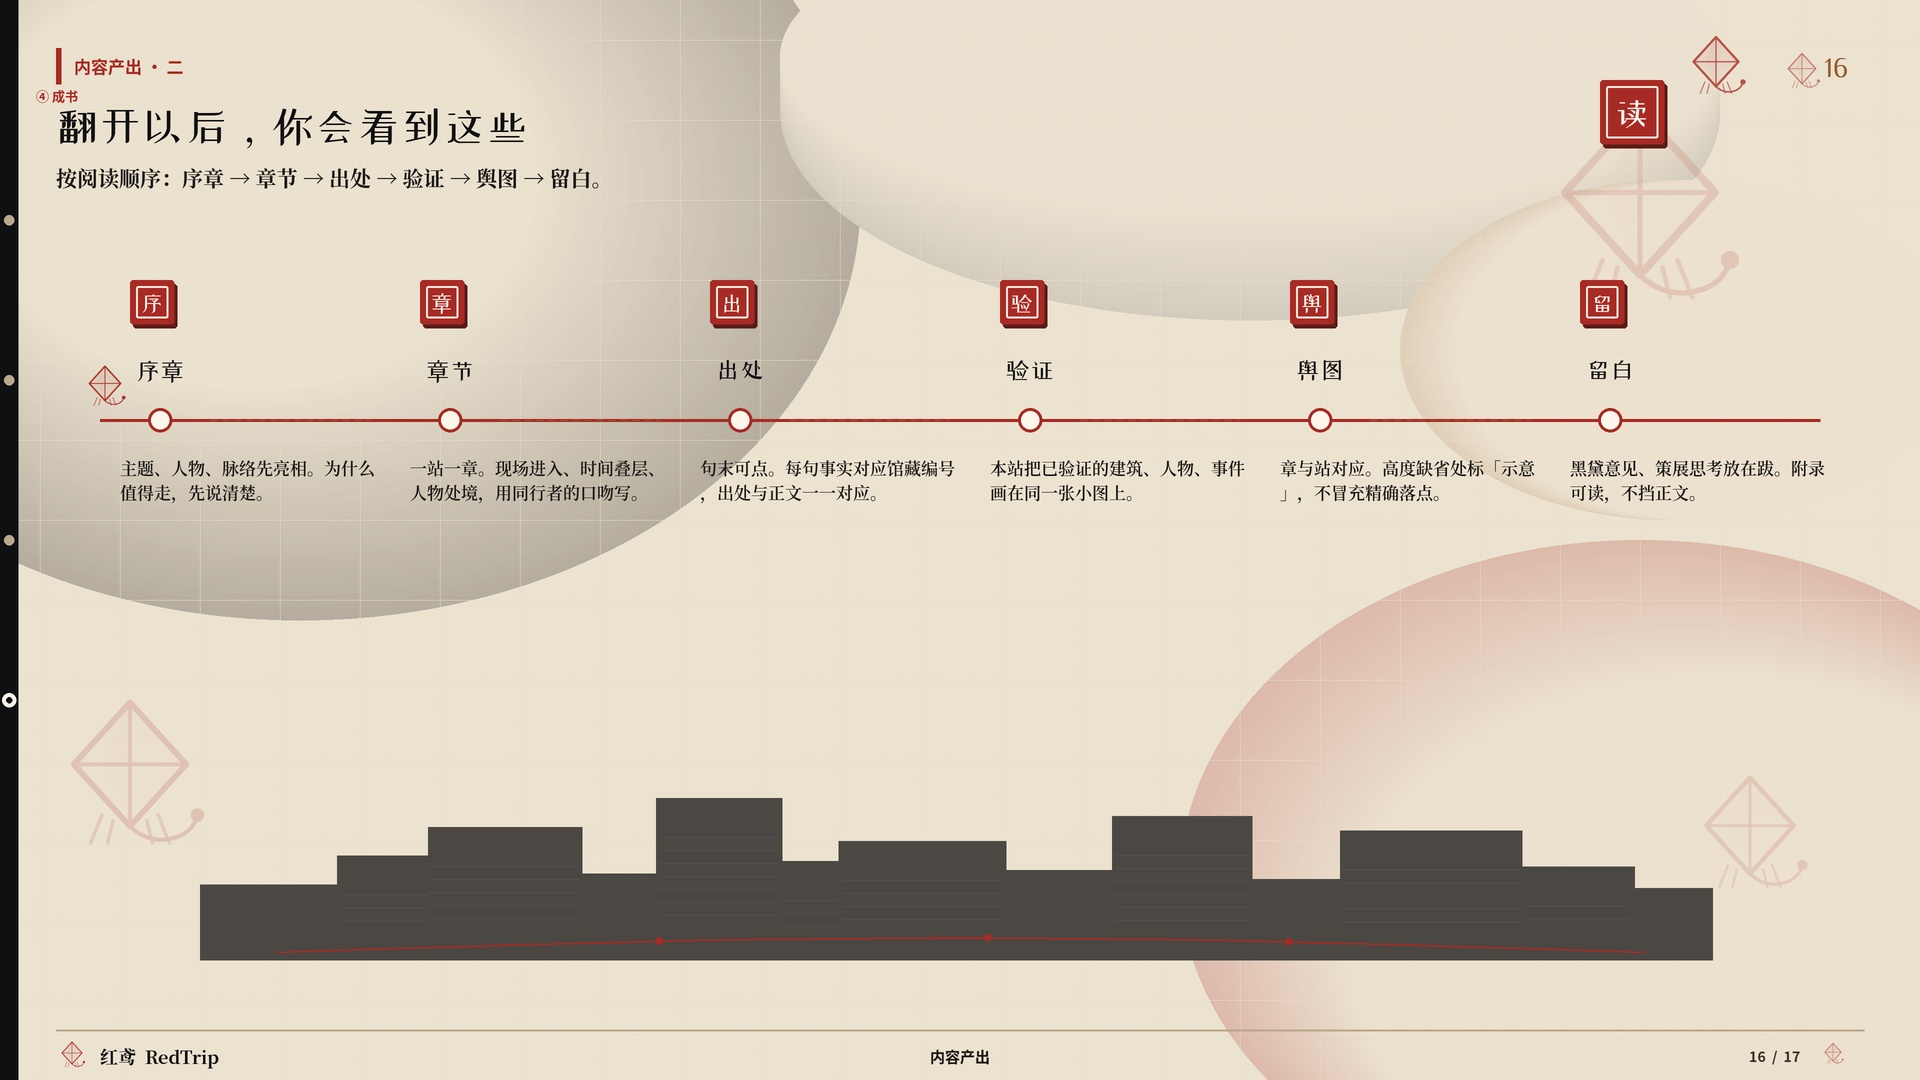 内容产出 · 二
④ 成书
翻开以后，你会看到这些
按阅读顺序：序章 → 章节 → 出处 → 验证 → 舆图 → 留白。
读
16
序
章
出
验
舆
留
序章
章节
出处
验证
舆图
留白
主题、人物、脉络先亮相。为什么
值得走，先说清楚。
一站一章。现场进入、时间叠层、
人物处境，用同行者的口吻写。
句末可点。每句事实对应馆藏编号
，出处与正文一一对应。
本站把已验证的建筑、人物、事件
画在同一张小图上。
章与站对应。高度缺省处标「示意
」，不冒充精确落点。
黑黛意见、策展思考放在跋。附录
可读，不挡正文。
红鸢 RedTrip
内容产出
16 / 17